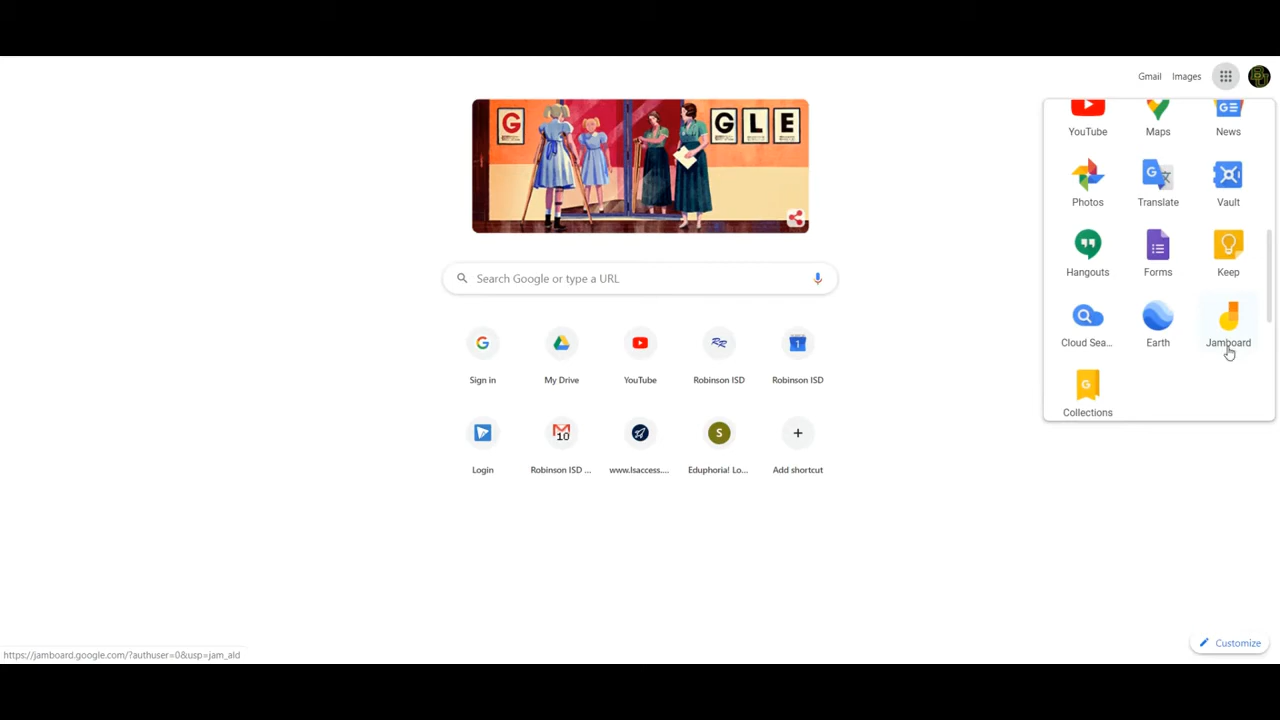 Gmail Images
G G L E
YouTube Maps News
Photos Translate Vault
Hangouts Forms Keep
Cloud Sea... Earth Jamboard
Collections
Search Google or type a URL
Sign in My Drive YouTube Robinson ISD Robinson ISD
Login Robinson ISD ... www.lsaccess.... Eduphoria! Lo... Add shortcut
Customize
https://jamboard.google.com/?authuser=0&usp=jam_ald